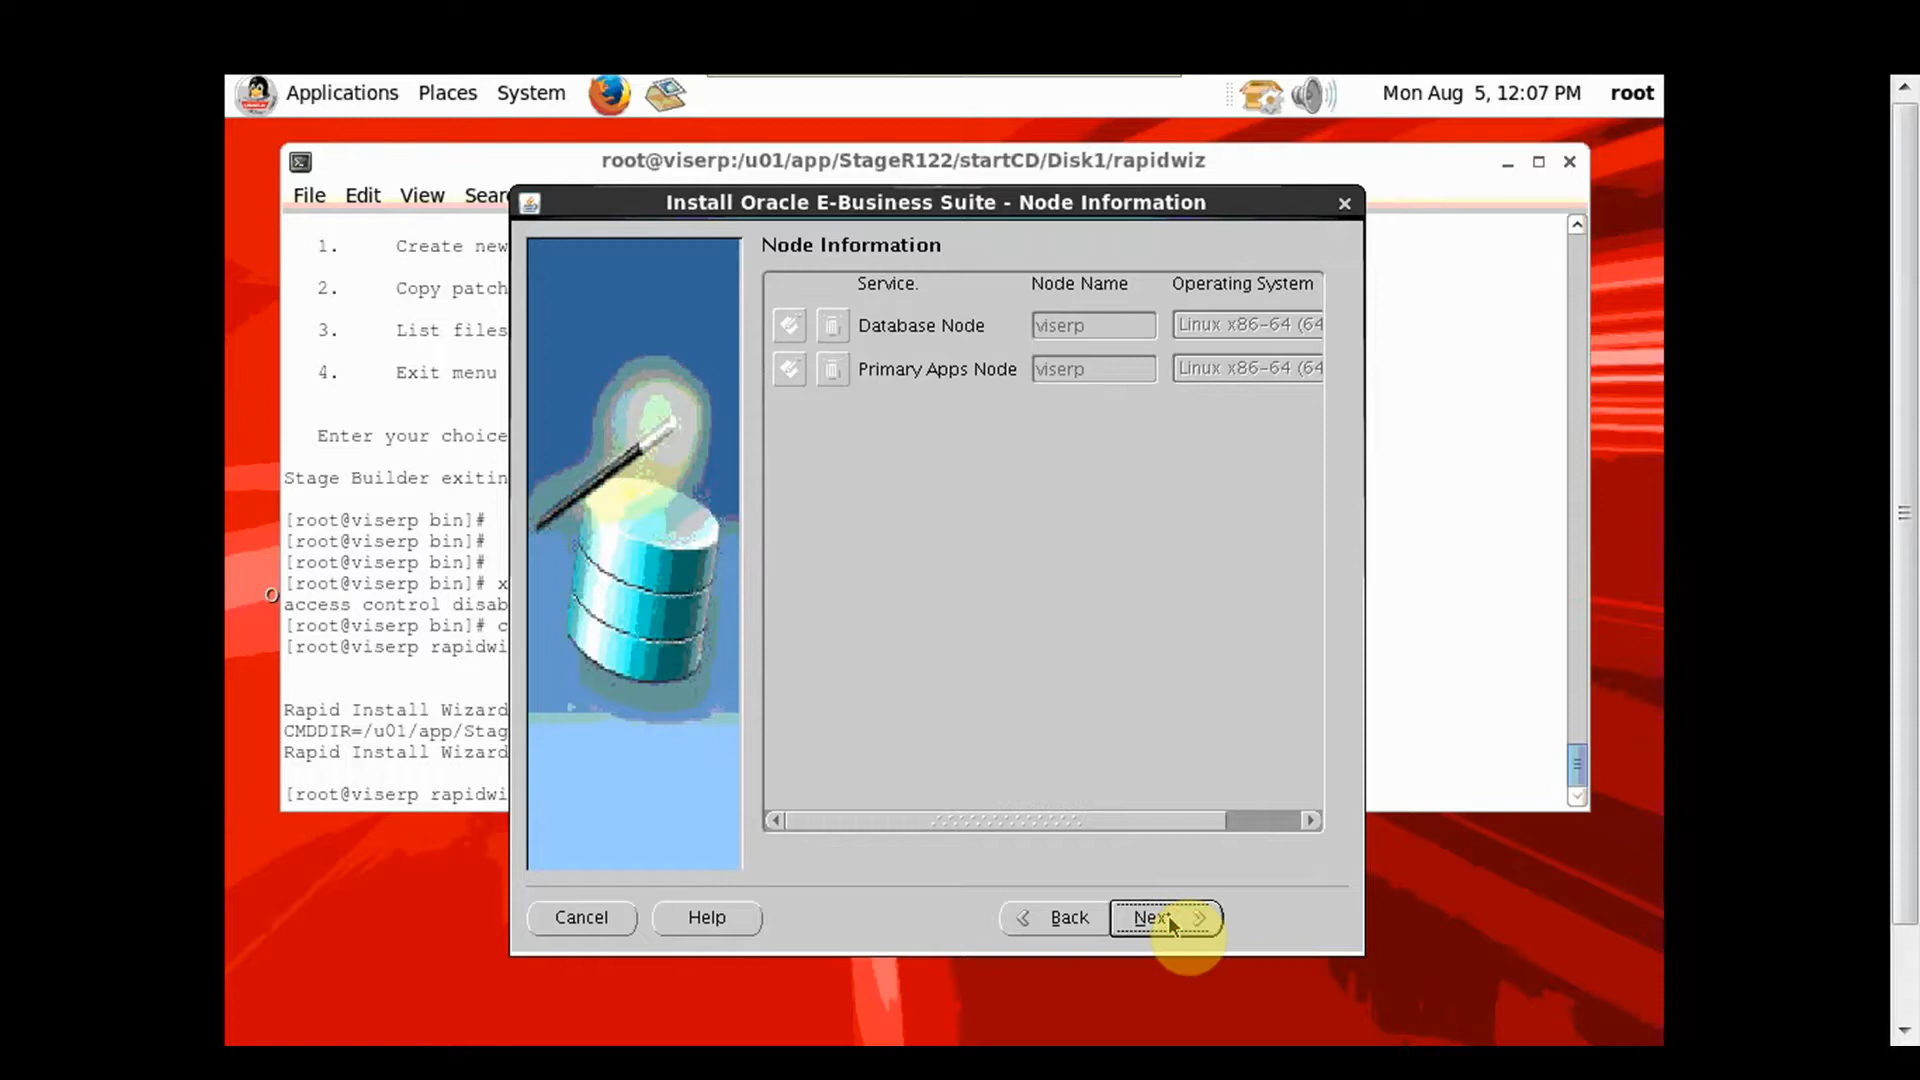 Applications Places System Mon Aug 5, 12:07 PM root
root@viserp:/u01/app/StageR122/startCD/Disk1/rapidwiz
File Edit View Sear
1. Create new
2. Copy patch
3. List files
4. Exit menu
Enter your choice
Stage Builder exitin
[root@viserp bin]#
[root@viserp bin]#
[root@viserp bin]#
[root@viserp bin]# x
access control disab
[root@viserp bin]# c
[root@viserp rapidwi
Rapid Install Wizard
CMDDIR=/u01/app/Stag
Rapid Install Wizard
[root@viserp rapidwi
Install Oracle E-Business Suite - Node Information
Node Information
Service. Node Name Operating System
Database Node viserp Linux x86-64 (64
Primary Apps Node viserp Linux x86-64 (64
Cancel Help Back Next